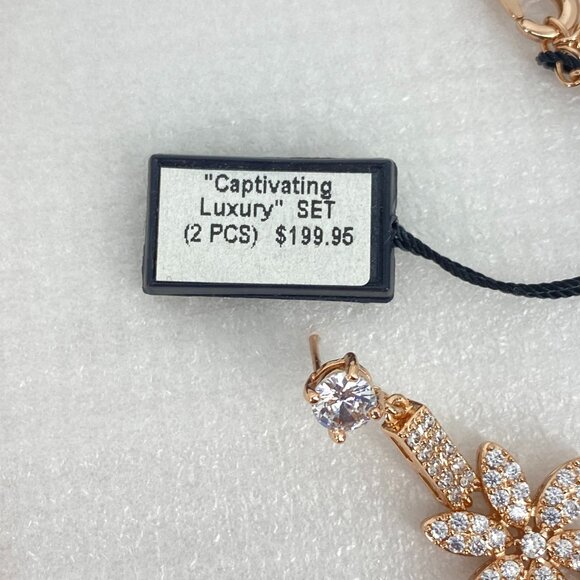 "Captivating
Luxury" SET
(2 PCS) $199.95